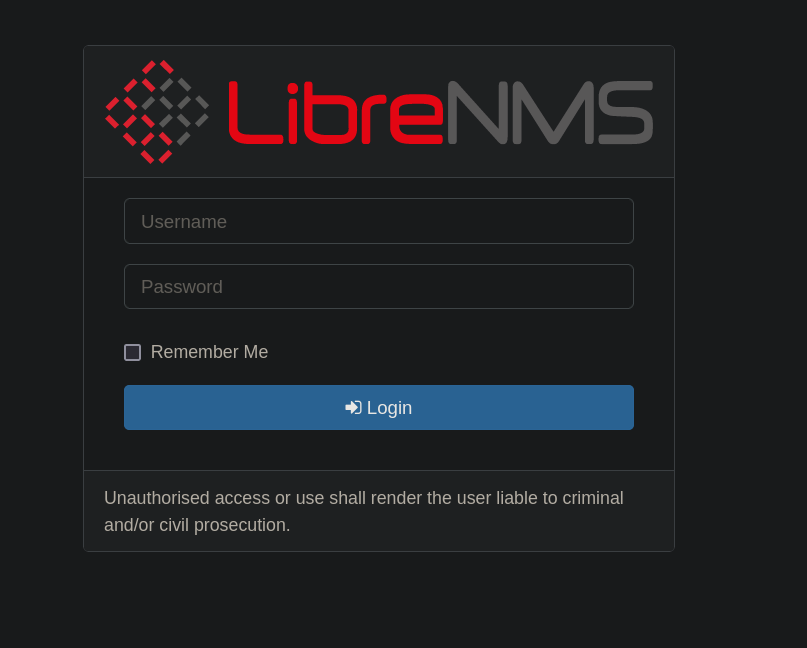 LibreNMS
Username
Password
Remember Me
Login
Unauthorised access or use shall render the user liable to criminal
and/or civil prosecution.